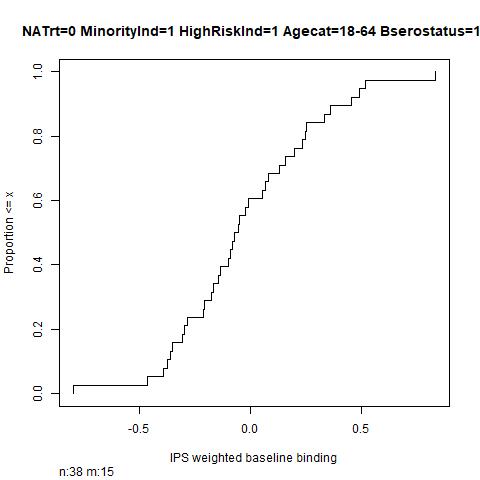 NATrt=0 MinorityInd=1 HighRiskInd=1 Agecat=18-64 Bserostatus=1
1.0
0.8
0.6
0.4
0.2
0.0
Proportion <= x
-0.5
0.0
0.5
IPS weighted baseline binding
n:38 m:15